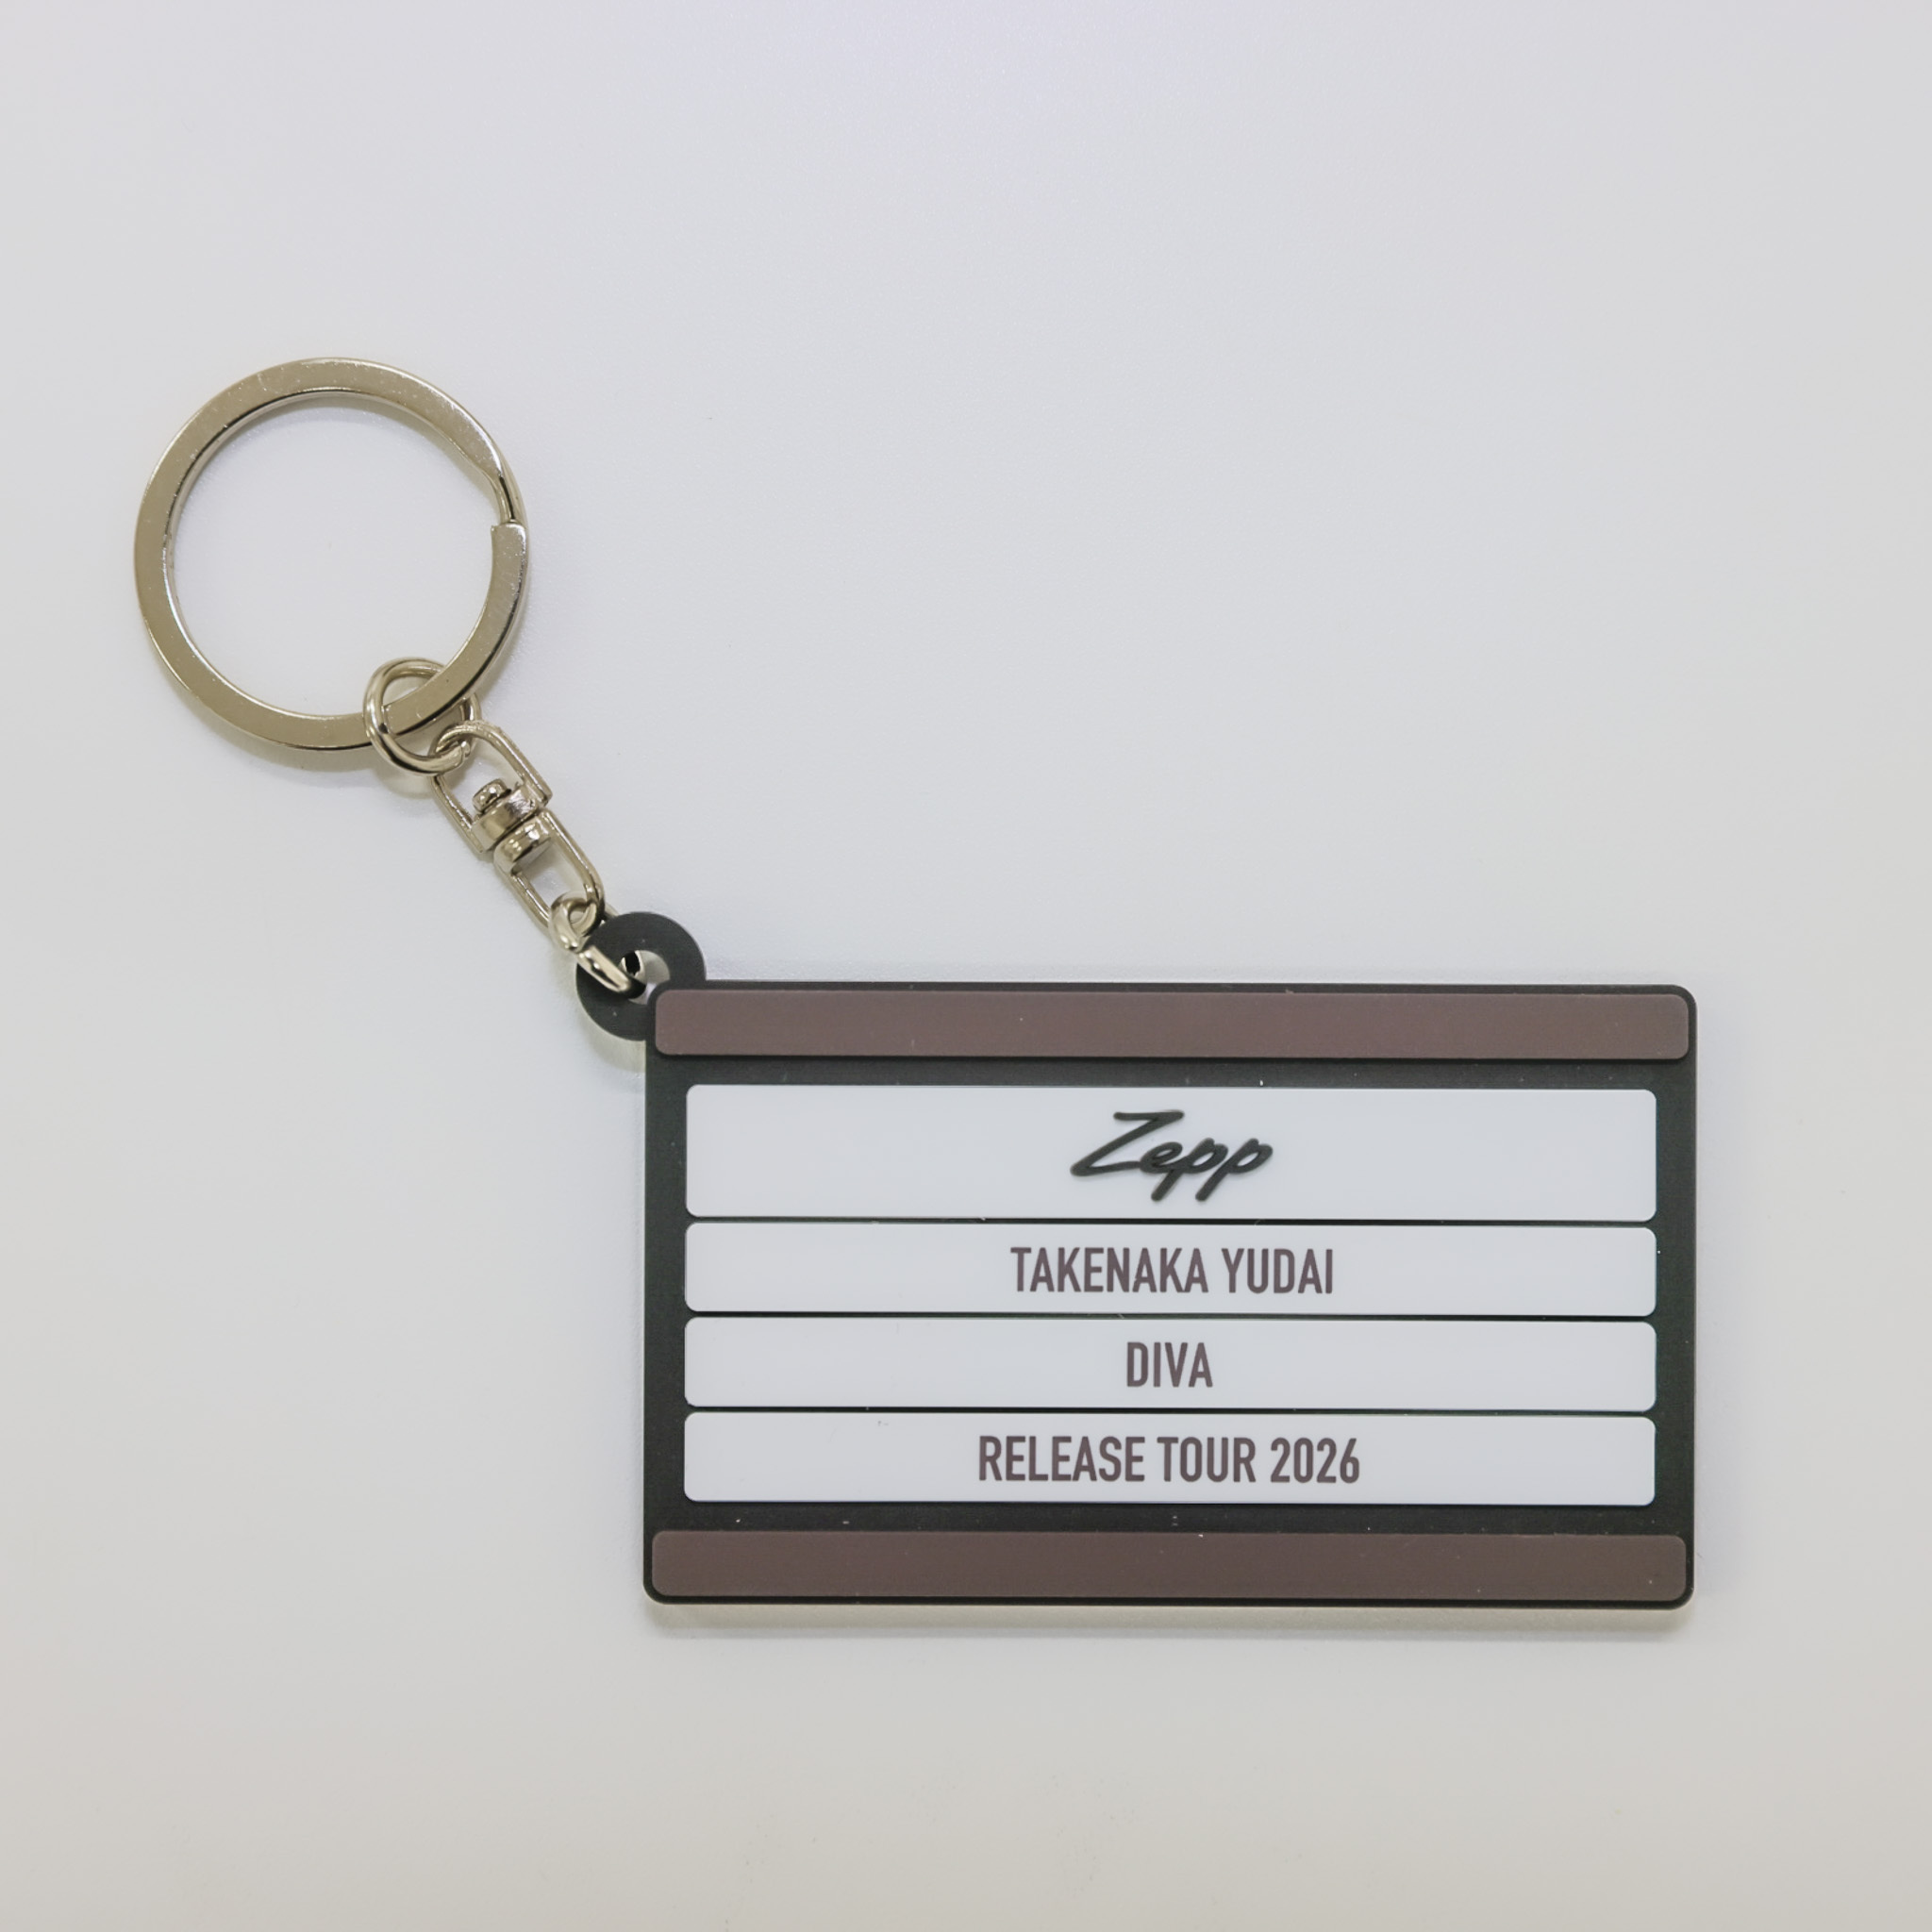 Zepp
TAKENAKA YUDAI
DIVA
RELEASE TOUR 2026